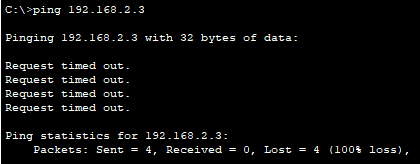 C:\>ping 192.168.2.3
Pinging 192.168.2.3 with 32 bytes of data:
Request timed out.
Request timed out.
Request timed out.
Request timed out.
Ping statistics for 192.168.2.3:
    Packets: Sent = 4, Received = 0, Lost = 4 (100% loss),